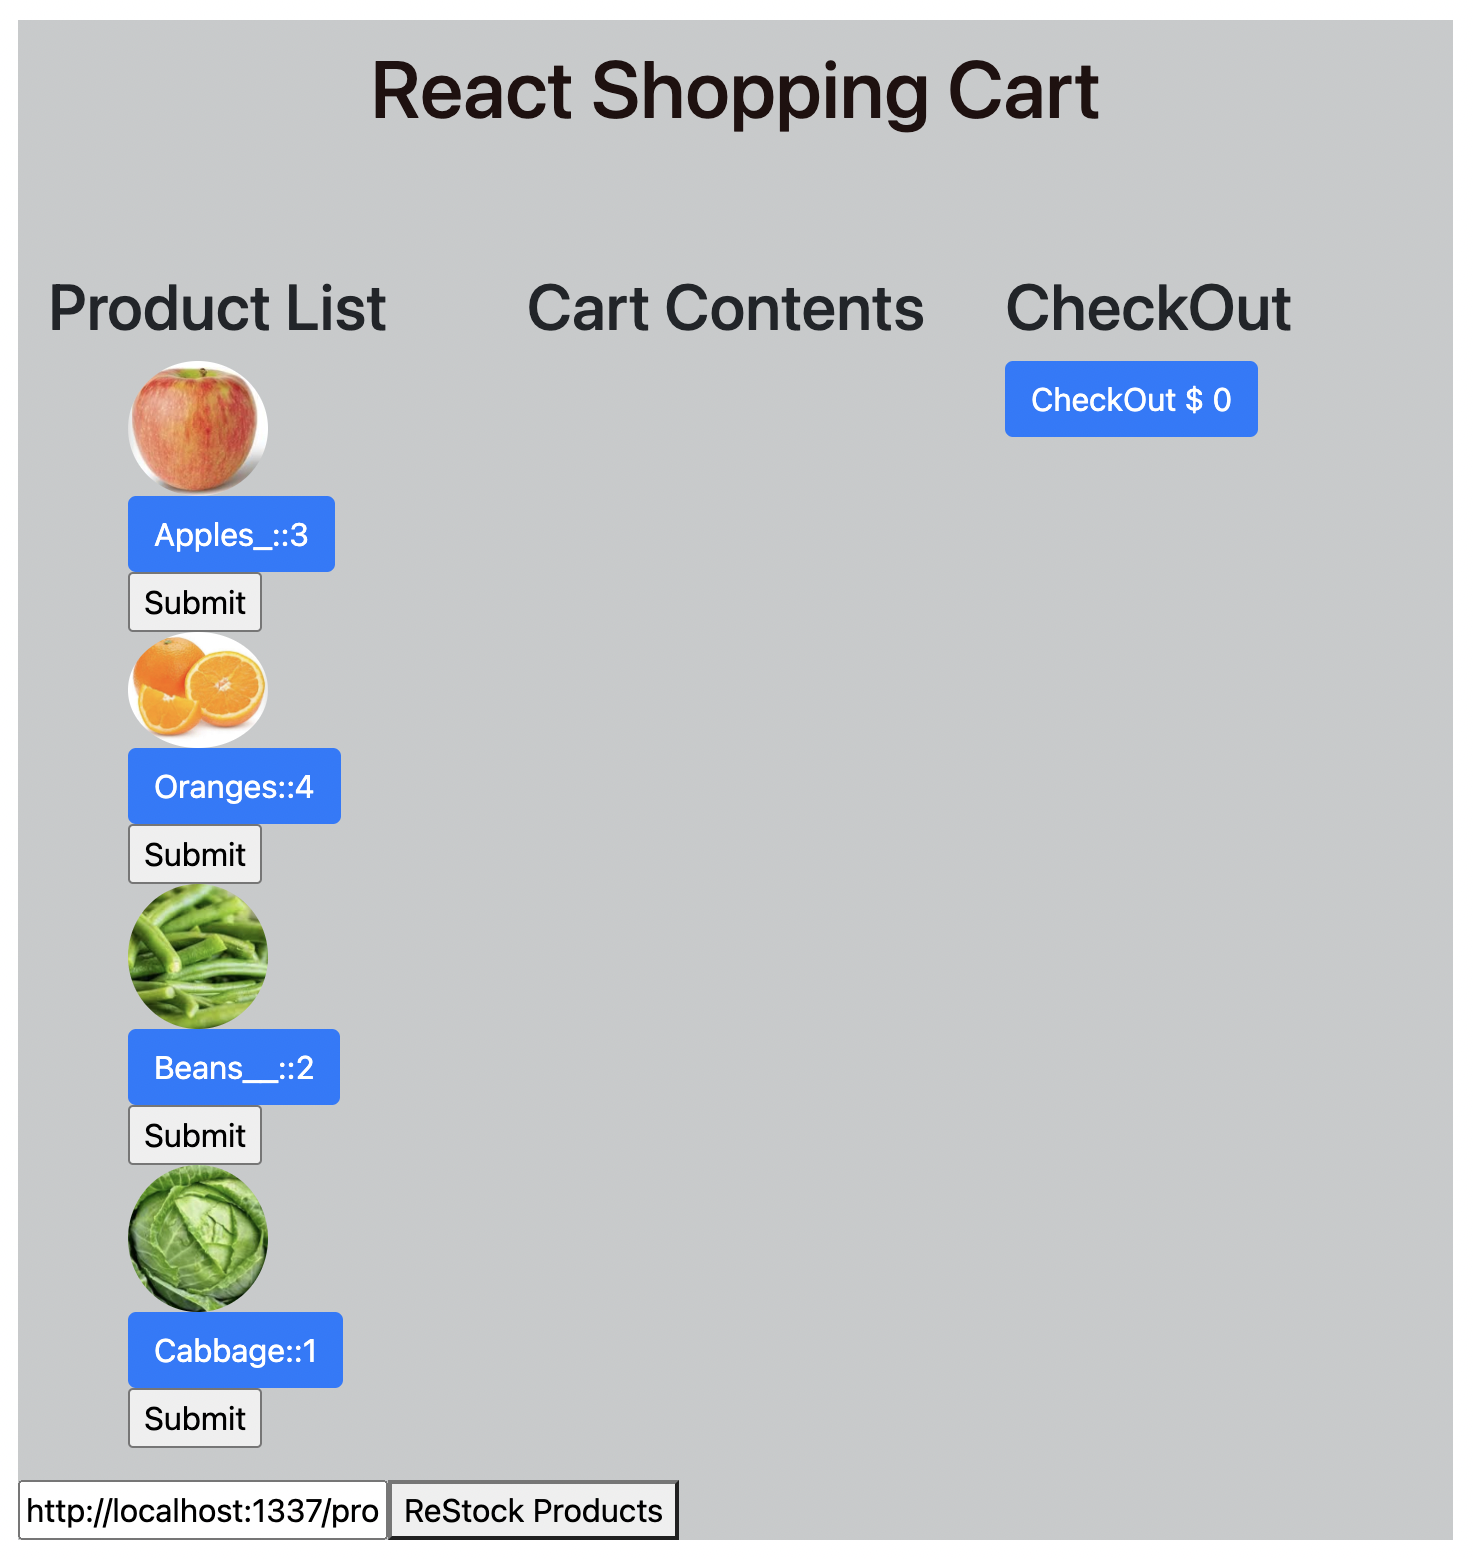 React Shopping Cart
Product List
Cart Contents
CheckOut
CheckOut $ 0
Apples_::3
Submit
Oranges::4
Submit
Beans__::2
Submit
Cabbage::1
Submit
http://localhost:1337/pro
ReStock Products